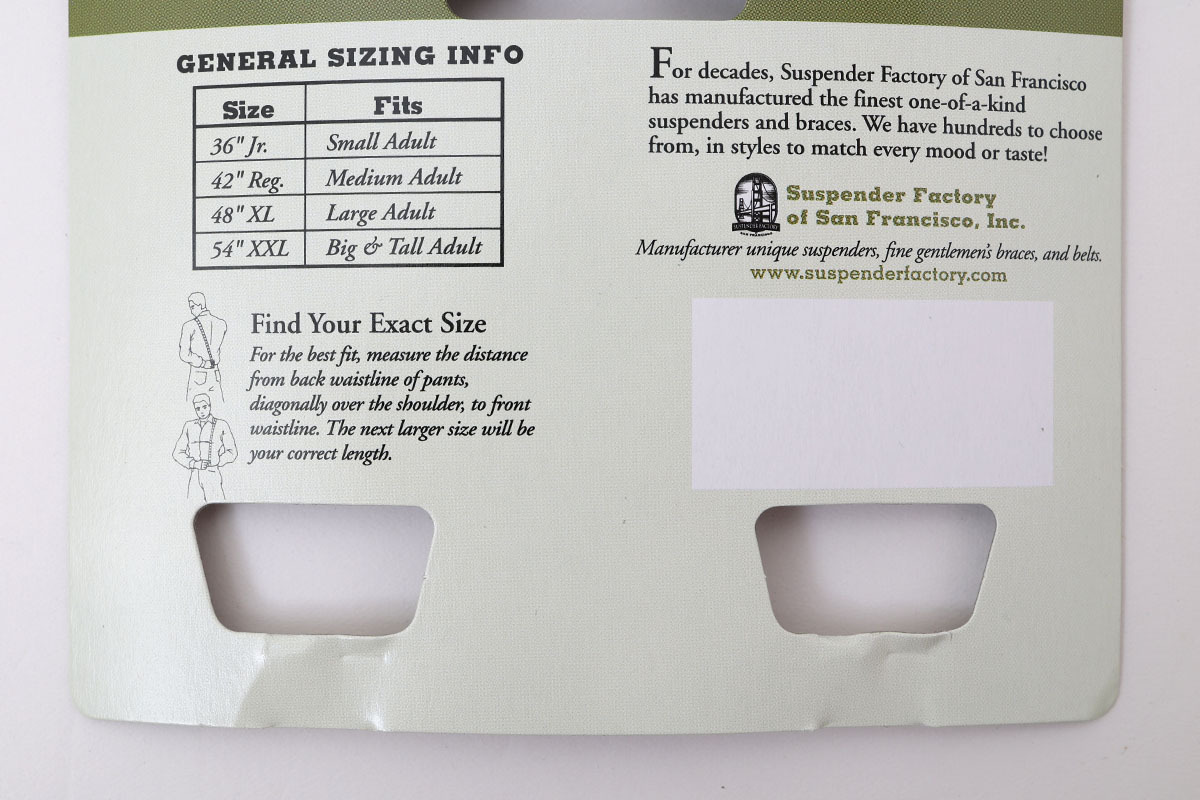 GENERAL SIZING INFO
Size Fits
36" Jr. Small Adult
42" Reg. Medium Adult
48" XL Large Adult
54" XXL Big & Tall Adult
Find Your Exact Size
For the best fit, measure the distance
from back waistline of pants,
diagonally over the shoulder, to front
waistline. The next larger size will be
your correct length.
For decades, Suspender Factory of San Francisco
has manufactured the finest one-of-a-kind
suspenders and braces. We have hundreds to choose
from, in styles to match every mood or taste!
SUSPENDER FACTORY
SAN FRANCISCO
Suspender Factory
of San Francisco, Inc.
Manufacturer unique suspenders, fine gentlemen's braces, and belts.
www.suspenderfactory.com